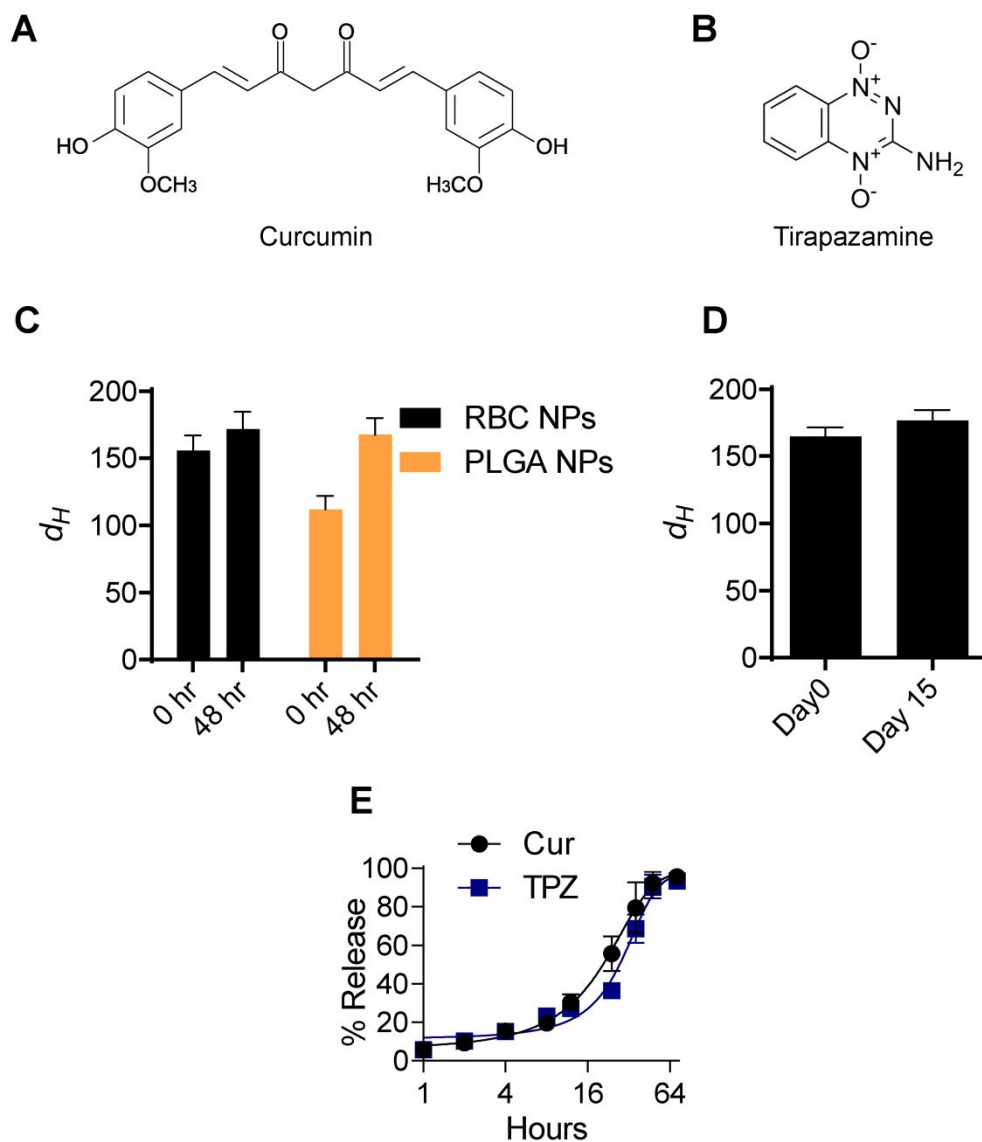 A
O O
HO OCH3 H3CO OH
Curcumin
B
O-
N+ N
N+ NH2
O-
Tirapazamine
C
200
150
100
50
0
dH
0 hr
48 hr
0 hr
48 hr
RBC NPs
PLGA NPs
D
200
150
100
50
0
dH
Day0
Day 15
E
Cur
TPZ
100
80
60
40
20
0
% Release
1 4 16 64
Hours